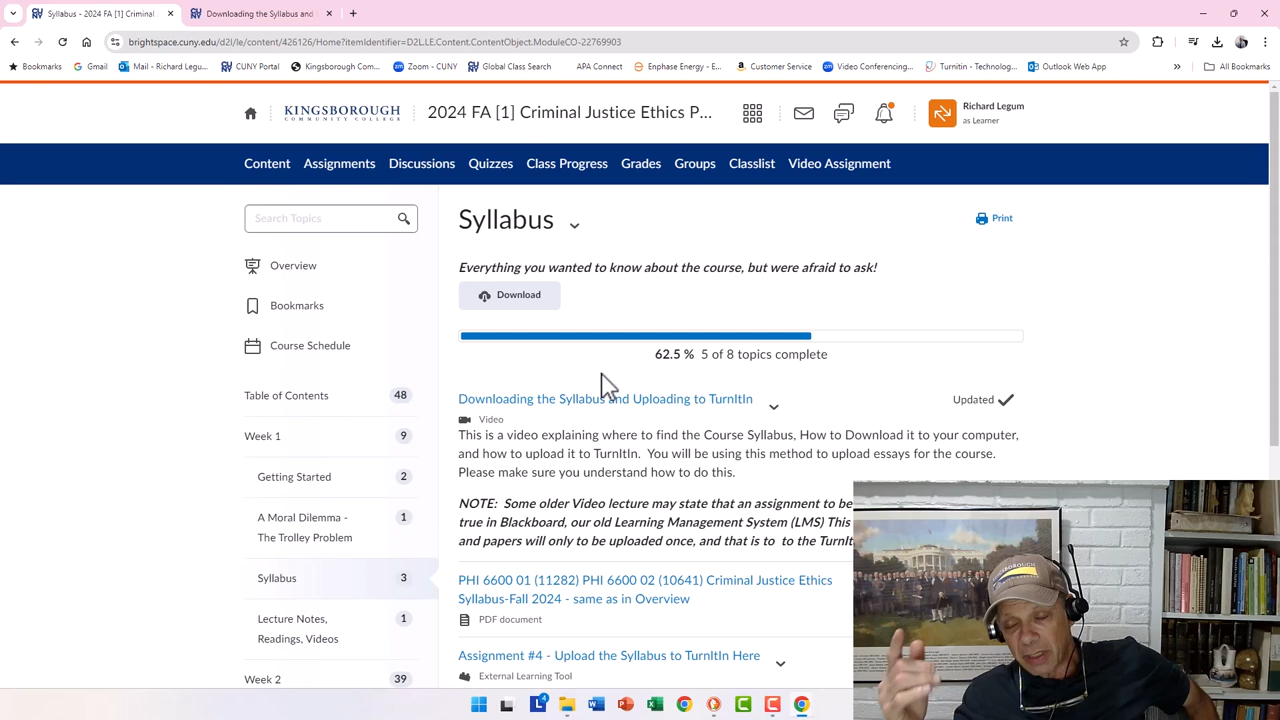 Syllabus - 2024 FA [1] Criminal
Downloading the Syllabus and
brightspace.cuny.edu/d2l/le/content/426126/Home?itemIdentifier=D2L.LE.Content.ContentObject.ModuleCO-22769903
Bookmarks
Gmail
Mail - Richard Legu...
CUNY Portal
Kingsborough Com...
Zoom - CUNY
Global Class Search
APA Connect
Enphase Energy - E...
Customer Service
Video Conferencing...
Turnitin - Technolog...
Outlook Web App
»
All Bookmarks
KINGSBOROUGH
COMMUNITY COLLEGE
2024 FA [1] Criminal Justice Ethics P...
Richard Legum
as Learner
Content Assignments Discussions Quizzes Class Progress Grades Groups Classlist Video Assignment
Search Topics
Overview
Bookmarks
Course Schedule
Table of Contents 48
Week 1 9
Getting Started 2
A Moral Dilemma - 1
The Trolley Problem
Syllabus 3
Lecture Notes, 1
Readings, Videos
Week 2 39
Syllabus
Print
Everything you wanted to know about the course, but were afraid to ask!
Download
62.5 % 5 of 8 topics complete
Downloading the Syllabus and Uploading to TurnItIn
Updated
Video
This is a video explaining where to find the Course Syllabus, How to Download it to your computer,
and how to upload it to TurnItIn. You will be using this method to upload essays for the course.
Please make sure you understand how to do this.
NOTE: Some older Video lecture may state that an assignment to be
true in Blackboard, our old Learning Management System (LMS) This
and papers will only to be uploaded once, and that is to to the TurnIt
PHI 6600 01 (11282) PHI 6600 02 (10641) Criminal Justice Ethics
Syllabus-Fall 2024 - same as in Overview
PDF document
Assignment #4 - Upload the Syllabus to TurnItIn Here
External Learning Tool